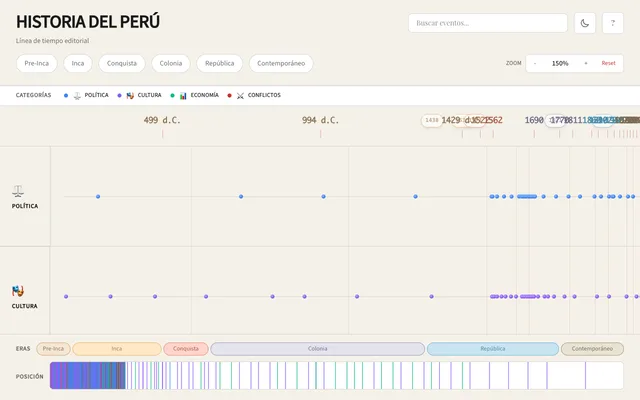 HISTORIA DEL PERÚ
Línea de tiempo editorial
Buscar eventos...
?
Pre-Inca
Inca
Conquista
Colonia
República
Contemporáneo
ZOOM
-
150%
+
Reset
CATEGORÍAS
POLÍTICA
CULTURA
ECONOMÍA
CONFLICTOS
499 d.C.
994 d.C.
1438
1429 d.C.
1562
1690
POLÍTICA
CULTURA
ERAS
Pre-Inca
Inca
Conquista
Colonia
República
Contemporáneo
POSICIÓN